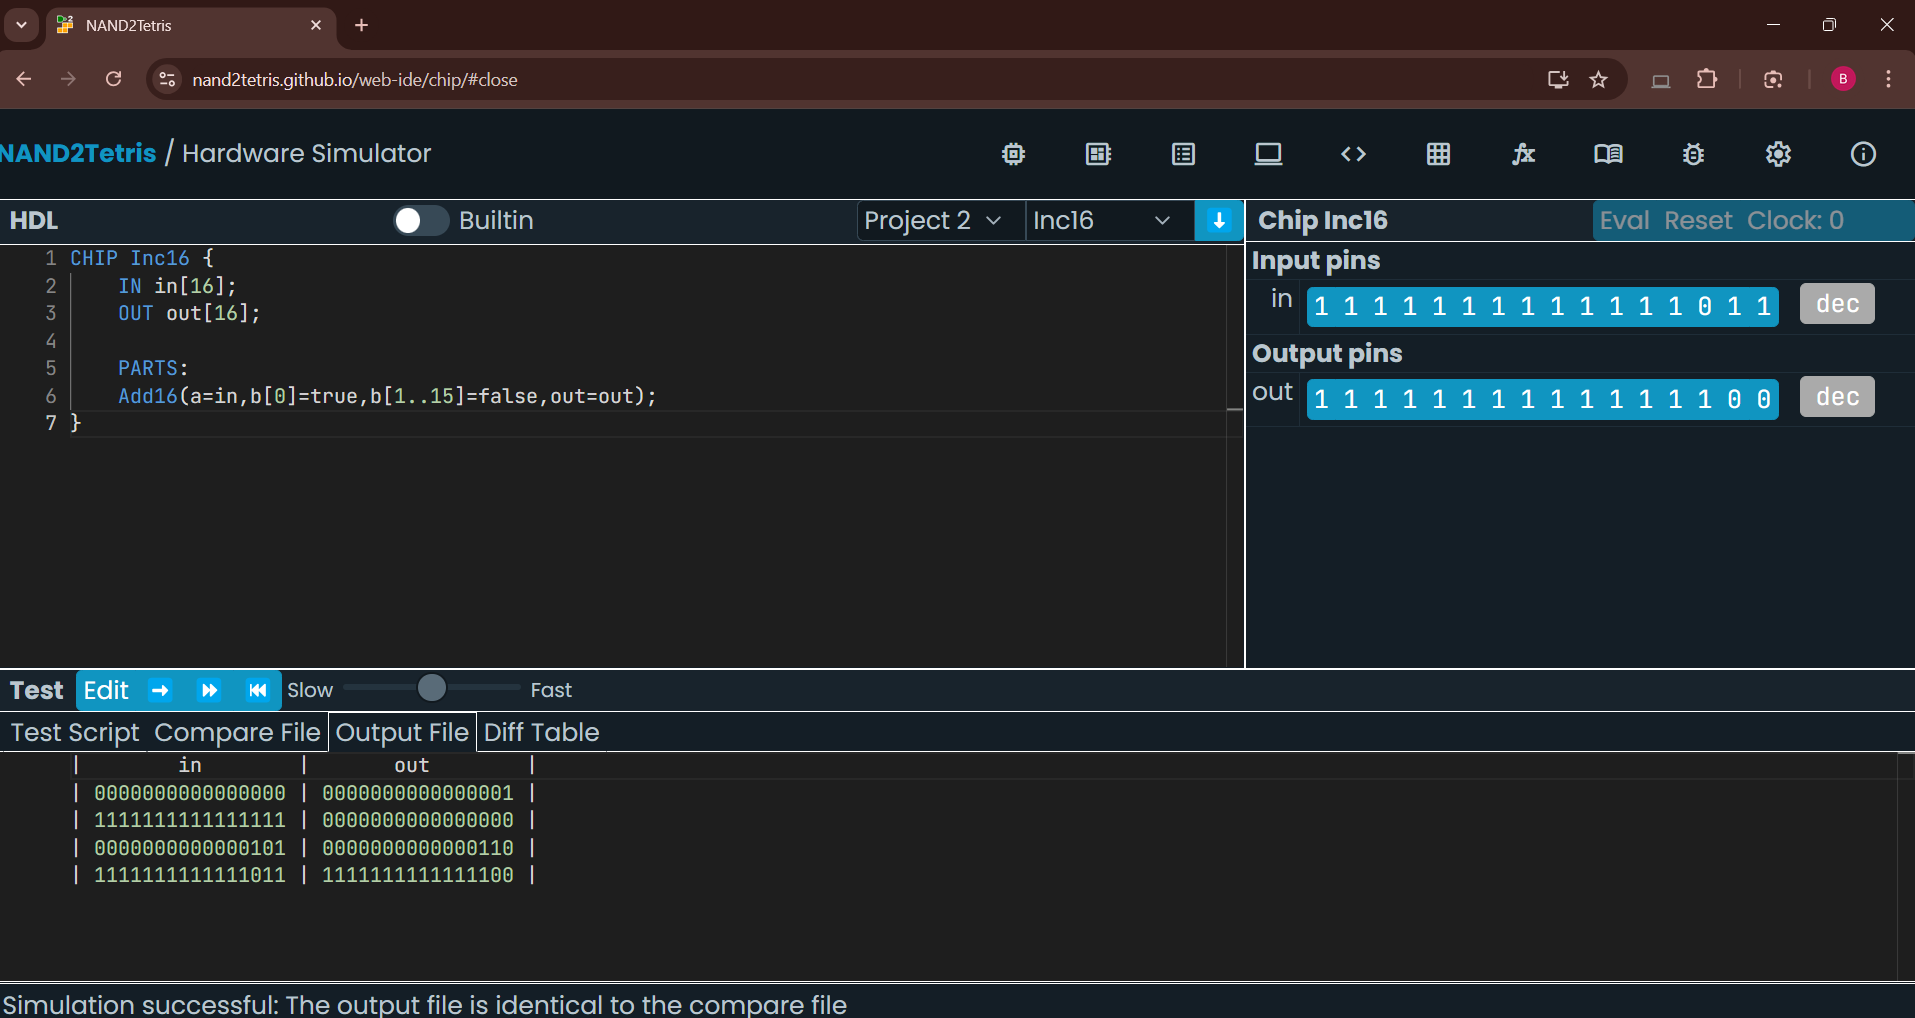 NAND2Tetris
nand2tetris.github.io/web-ide/chip/#close
B
NAND2Tetris / Hardware Simulator
HDL Builtin Project 2 Inc16
1 CHIP Inc16 {
2 IN in[16];
3 OUT out[16];
4
5 PARTS:
6 Add16(a=in,b[0]=true,b[1..15]=false,out=out);
7 }
Chip Inc16 Eval Reset Clock: 0
Input pins
in 1 1 1 1 1 1 1 1 1 1 1 1 1 0 1 1 dec
Output pins
out 1 1 1 1 1 1 1 1 1 1 1 1 1 1 0 0 dec
Test Edit Slow Fast
Test Script Compare File Output File Diff Table
| in | out |
| 0000000000000000 | 0000000000000001 |
| 1111111111111111 | 0000000000000000 |
| 0000000000000101 | 0000000000000110 |
| 1111111111111011 | 1111111111111100 |
Simulation successful: The output file is identical to the compare file